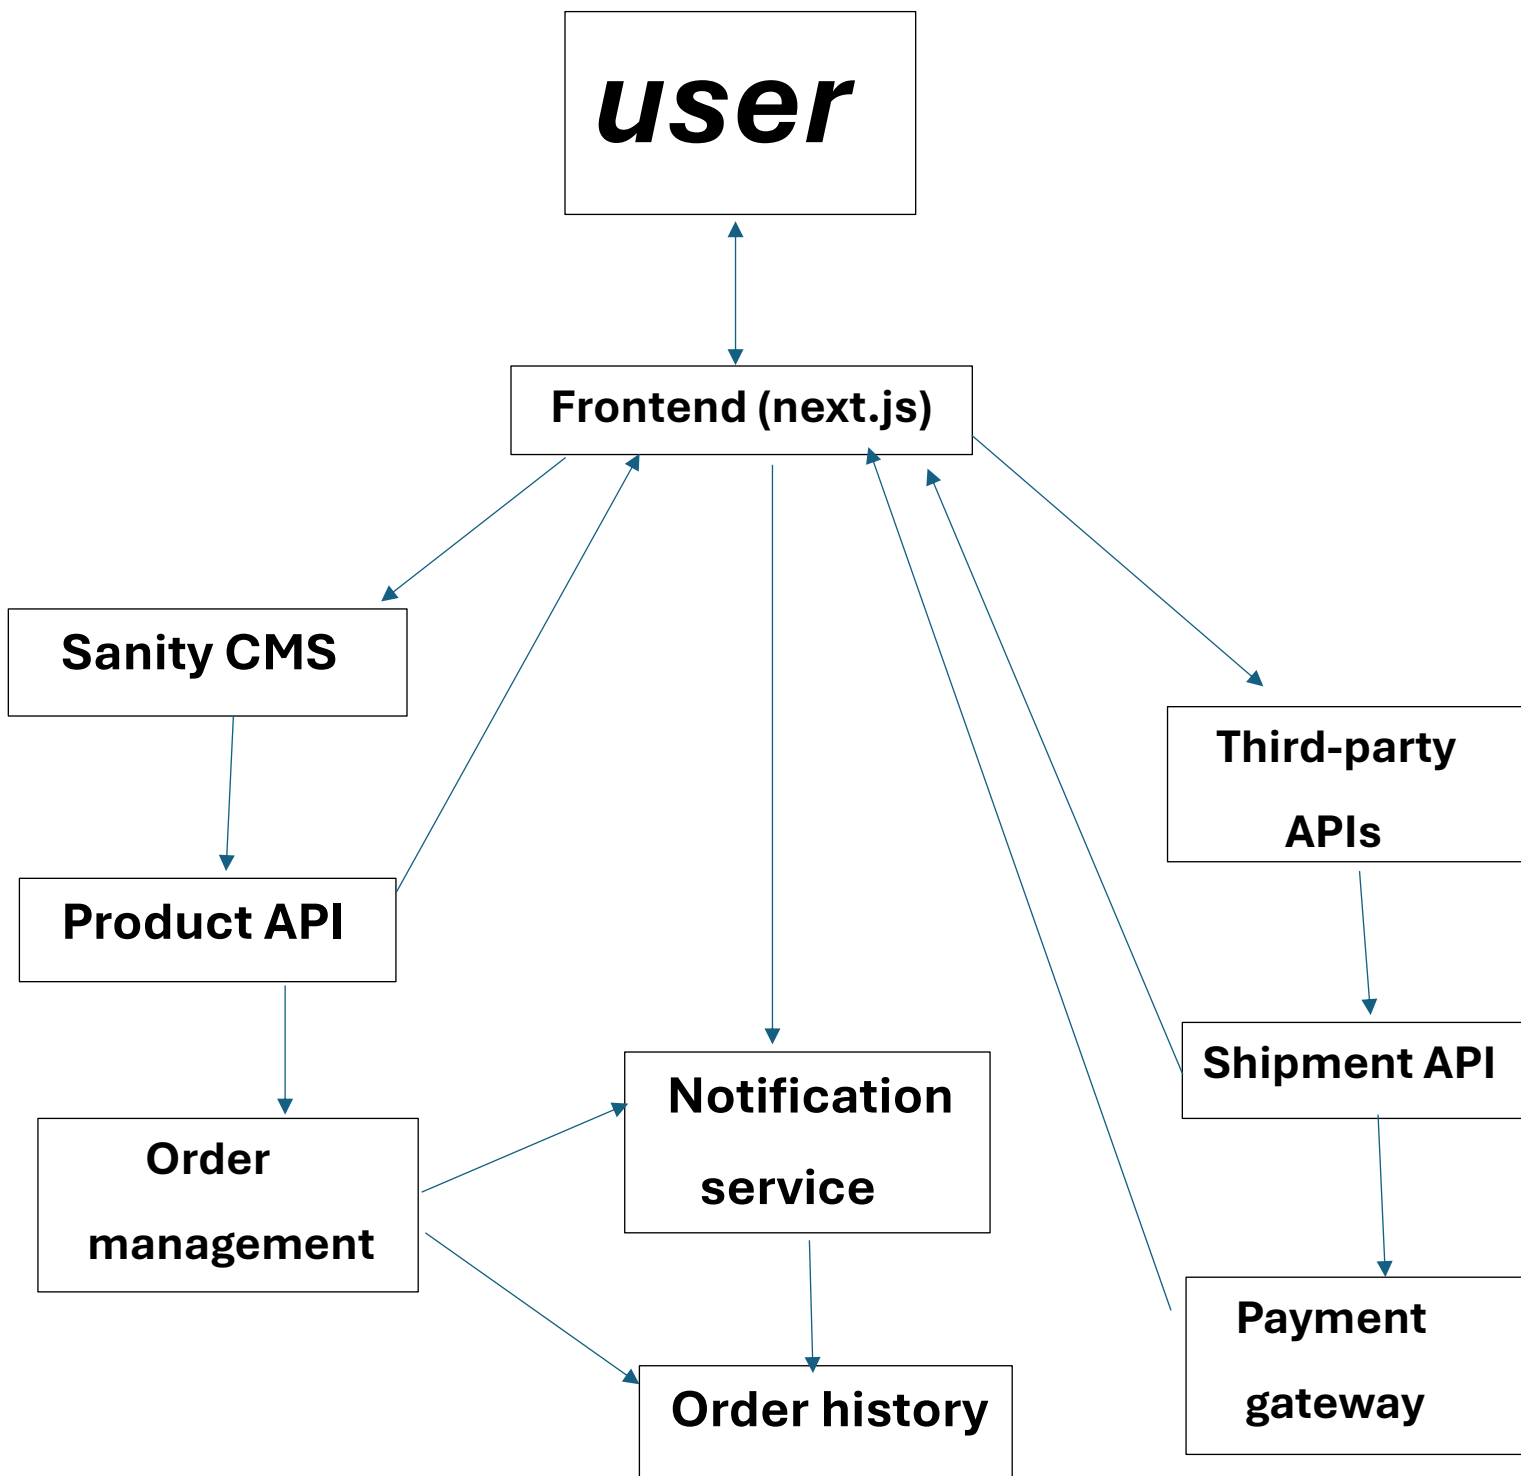 user
Frontend (next.js)
Sanity CMS
Third-party
APIs
Product API
Shipment API
Notification
service
Order
management
Payment
gateway
Order history